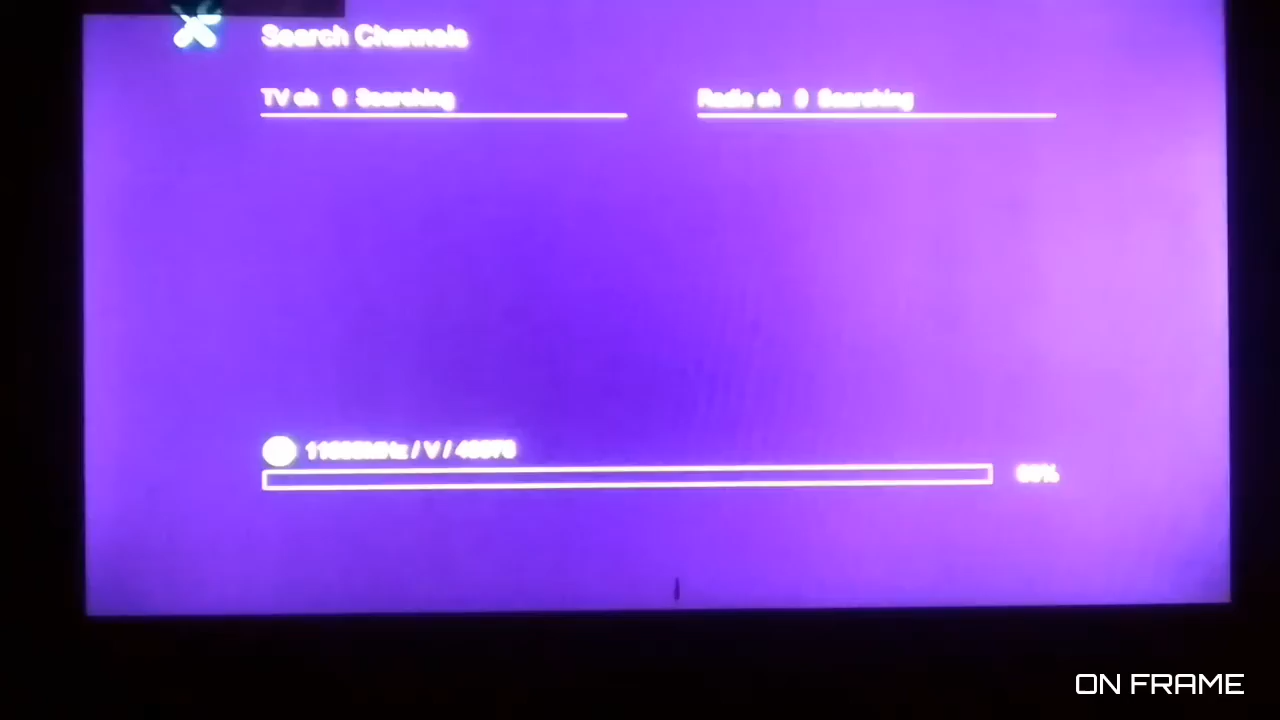 Search Channels
TV ch 0 Searching
Radio ch 0 Searching
/ V /
ON FRAME